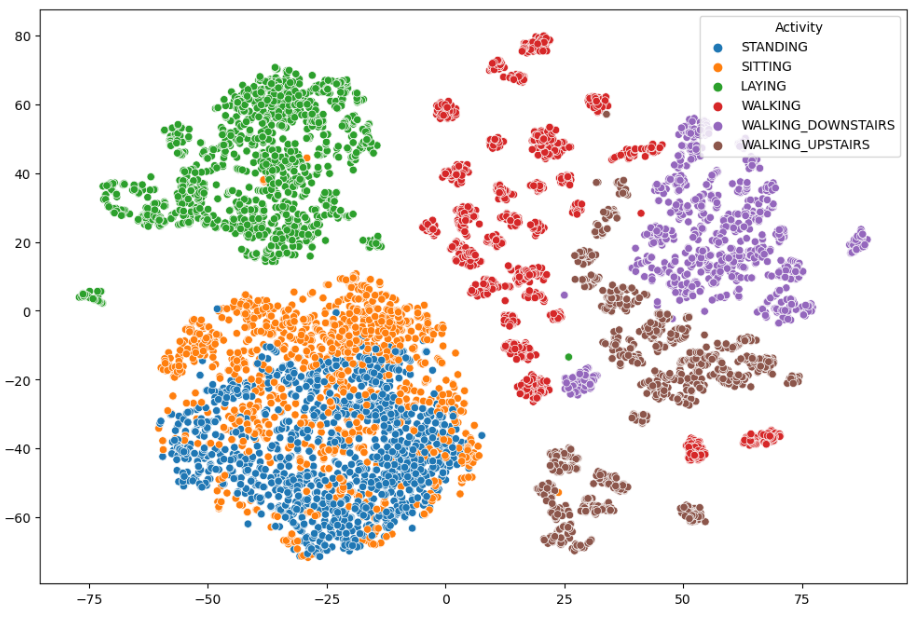 Activity
STANDING
SITTING
LAYING
WALKING
WALKING_DOWNSTAIRS
WALKING_UPSTAIRS
80
60
40
20
0
−20
−40
−60
−75
−50
−25
0
25
50
75